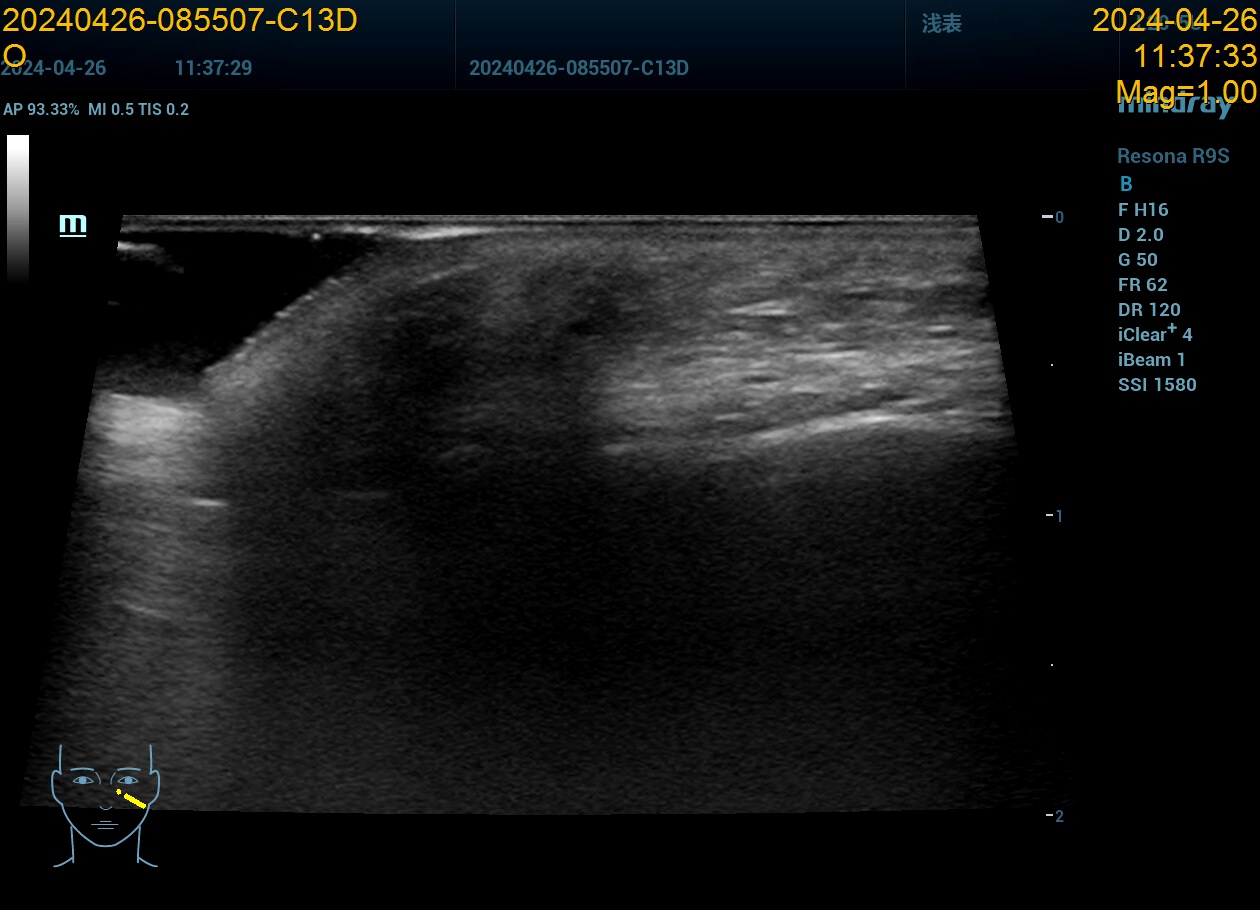 20240426-085507-C13D
O
2024-04-26
11:37:33
Mag=1.00
2024-04-26 11:37:29 20240426-085507-C13D 浅表
AP 93.33% MI 0.5 TIS 0.2
mindray
Resona R9S
B
F H16
D 2.0
G 50
FR 62
DR 120
iClear+ 4
iBeam 1
SSI 1580
m
0
1
2